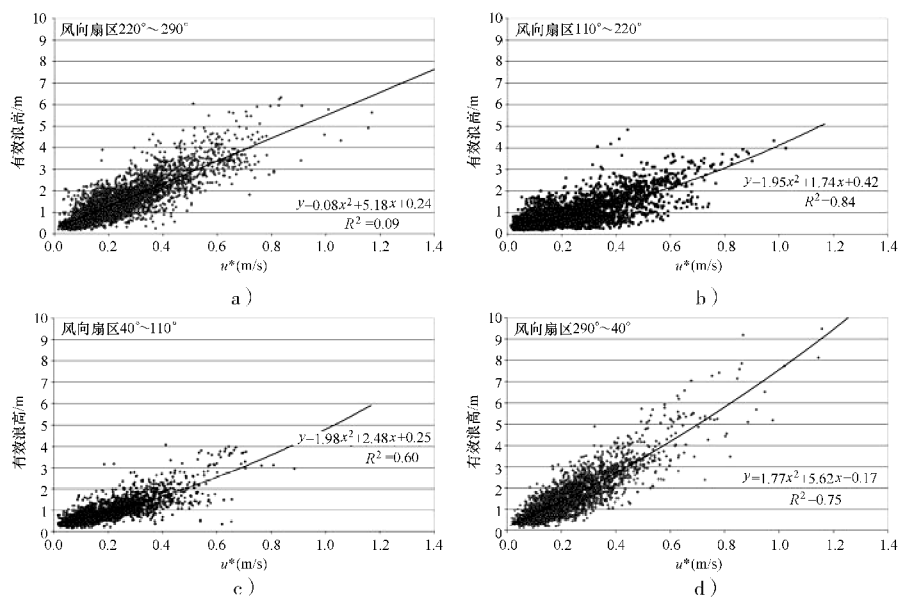 风向扇区220°~290°
有效浪高/m
10
9
8
7
6
5
4
3
2
1
0
y-0.08x²+5.18x+0.24
R²=0.09
0.0 0.2 0.4 0.6 0.8 1.0 1.2 1.4
u*(m/s)
a）
风向扇区110°~220°
有效浪高/m
10
9
8
7
6
5
4
3
2
1
0
y-1.95x²+1.74x+0.42
R²-0.84
0.0 0.2 0.4 0.6 0.8 1.0 1.2 1.4
u*(m/s)
b）
风向扇区40°~110°
有效浪高/m
10
9
8
7
6
5
4
3
2
1
0
y-1.98x²+2.48x+0.25
R²=0.60
0.0 0.2 0.4 0.6 0.8 1.0 1.2 1.4
u*(m/s)
c）
风向扇区290°~40°
有效浪高/m
10
9
8
7
6
5
4
3
2
1
0
y=1.77x²+5.62x-0.17
R²-0.75
0.0 0.2 0.4 0.6 0.8 1.0 1.2 1.4
u*(m/s)
d）